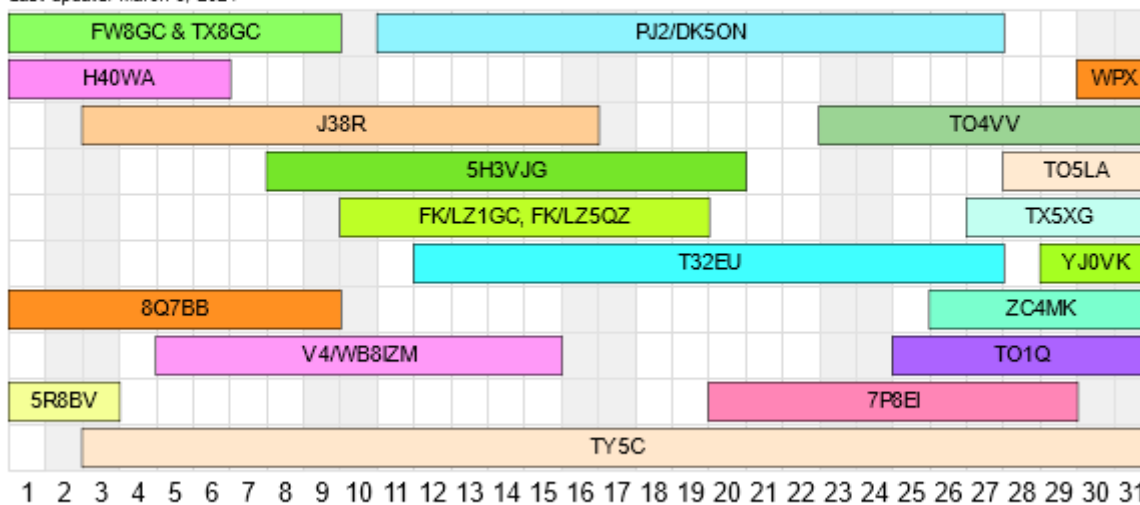 FW8GC & TX8GC PJ2/DK5ON
H40WA WPX
J38R TO4VV
5H3VJG TO5LA
FK/LZ1GC, FK/LZ5QZ TX5XG
T32EU YJ0VK
8Q7BB ZC4MK
V4/WB8IZM TO1Q
5R8BV 7P8EI
TY5C
1 2 3 4 5 6 7 8 9 10 11 12 13 14 15 16 17 18 19 20 21 22 23 24 25 26 27 28 29 30 31